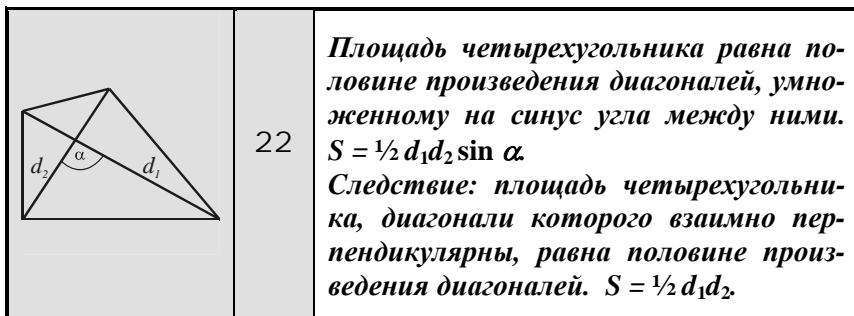 d₂
α
d₁
22
Площадь четырехугольника равна по-
ловине произведения диагоналей, умно-
женному на синус угла между ними.
S = ½ d₁d₂ sin α.
Следствие: площадь четырехугольни-
ка, диагонали которого взаимно пер-
пендикулярны, равна половине произ-
ведения диагоналей. S = ½ d₁d₂.